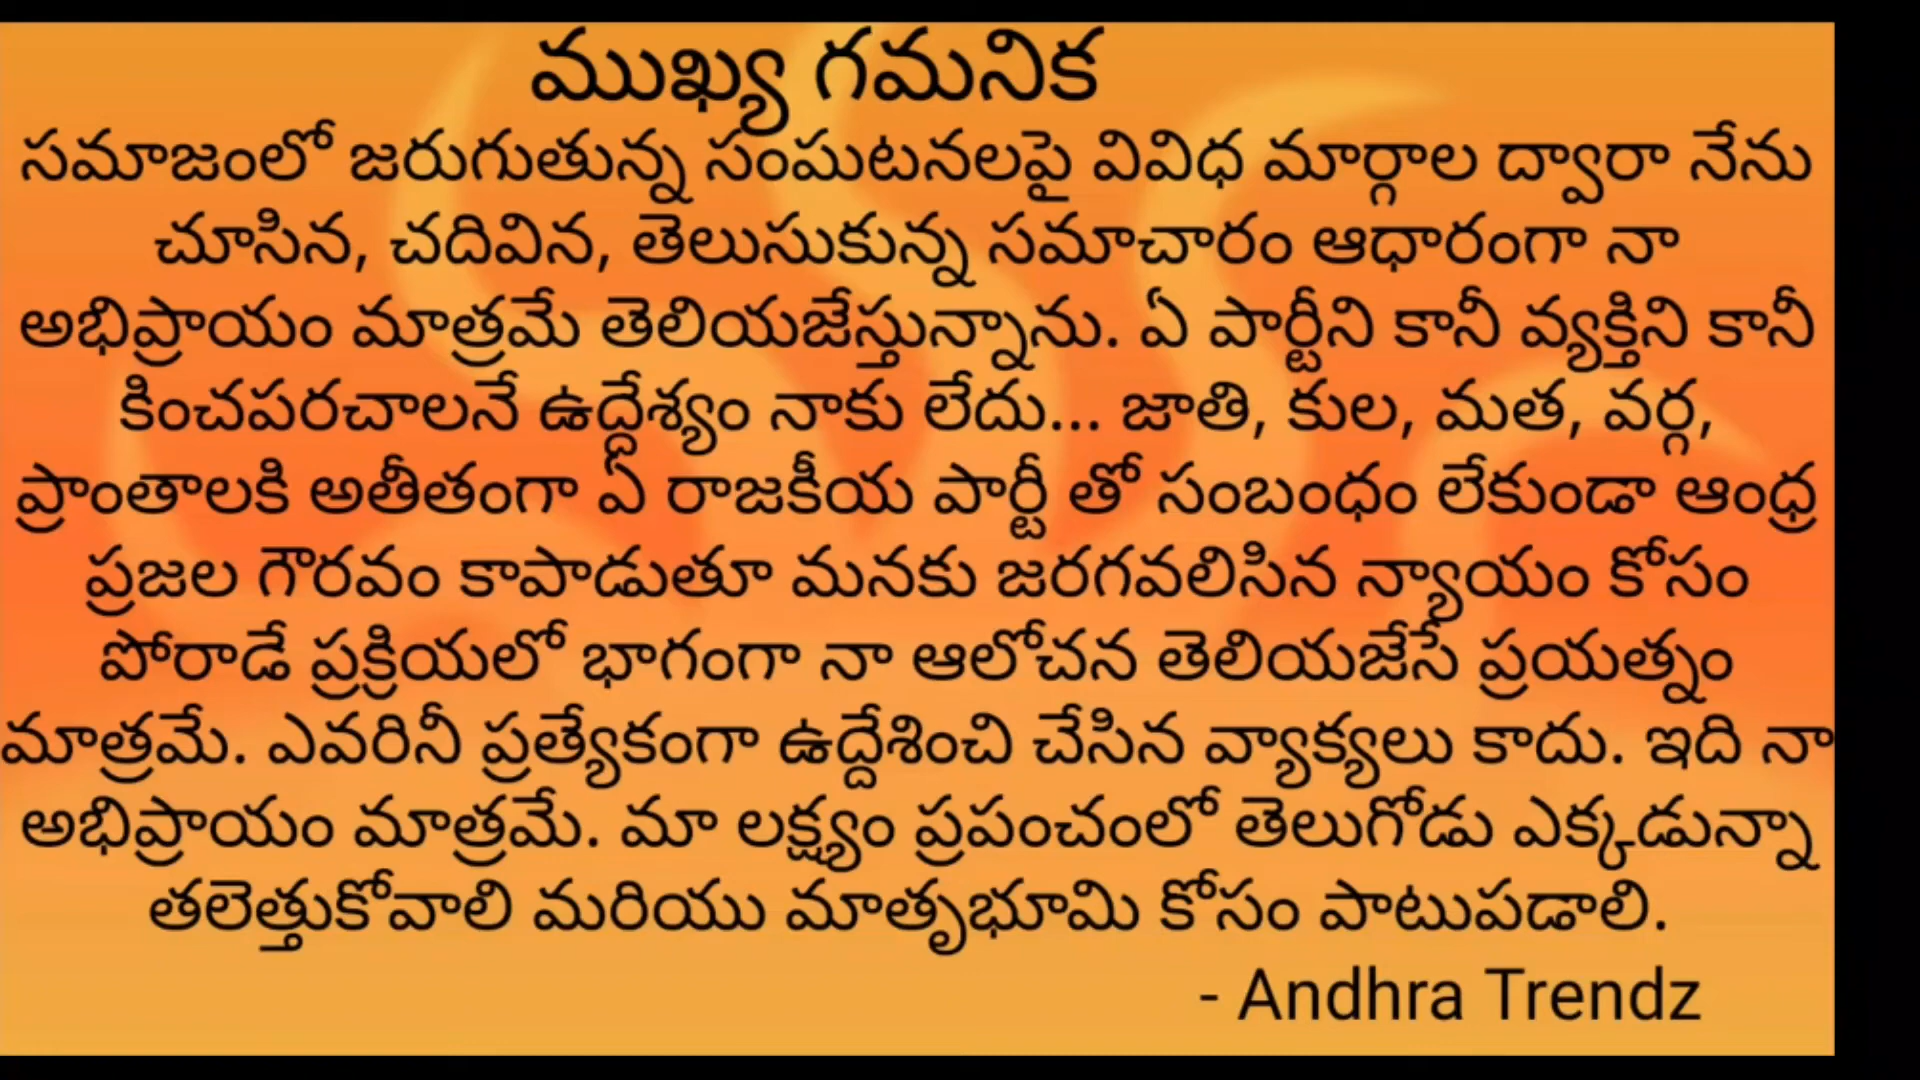 ముఖ్య గమనిక
సమాజంలో జరుగుతున్న సంఘటనలపై వివిధ మార్గాల ద్వారా నేను
చూసిన, చదివిన, తెలుసుకున్న సమాచారం ఆధారంగా నా
అభిప్రాయం మాత్రమే తెలియజేస్తున్నాను. ఏ పార్టీని కానీ వ్యక్తిని కానీ
కించపరచాలనే ఉద్దేశ్యం నాకు లేదు... జాతి, కుల, మత, వర్గ,
ప్రాంతాలకి అతీతంగా ఏ రాజకీయ పార్టీ తో సంబంధం లేకుండా ఆంధ్ర
ప్రజల గౌరవం కాపాడుతూ మనకు జరగవలిసిన న్యాయం కోసం
పోరాడే ప్రక్రియలో భాగంగా నా ఆలోచన తెలియజేసే ప్రయత్నం
మాత్రమే. ఎవరినీ ప్రత్యేకంగా ఉద్దేశించి చేసిన వ్యాక్యలు కాదు. ఇది నా
అభిప్రాయం మాత్రమే. మా లక్ష్యం ప్రపంచంలో తెలుగోడు ఎక్కడున్నా
తలెత్తుకోవాలి మరియు మాతృభూమి కోసం పాటుపడాలి.
- Andhra Trendz